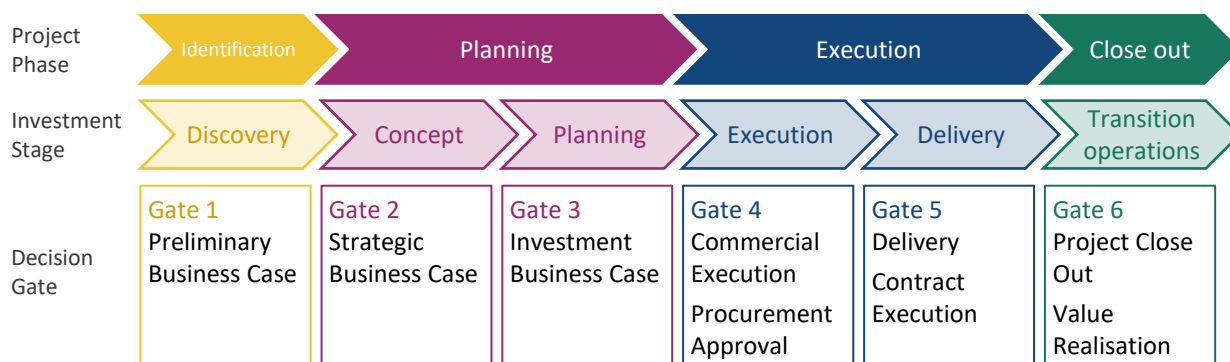 Project
Phase
Identification
Planning
Execution
Close out
Investment
Stage
Discovery
Concept
Planning
Execution
Delivery
Transition
operations
Decision
Gate
Gate 1
Preliminary
Business Case
Gate 2
Strategic
Business Case
Gate 3
Investment
Business Case
Gate 4
Commercial
Execution
Procurement
Approval
Gate 5
Delivery
Contract
Execution
Gate 6
Project Close
Out
Value
Realisation